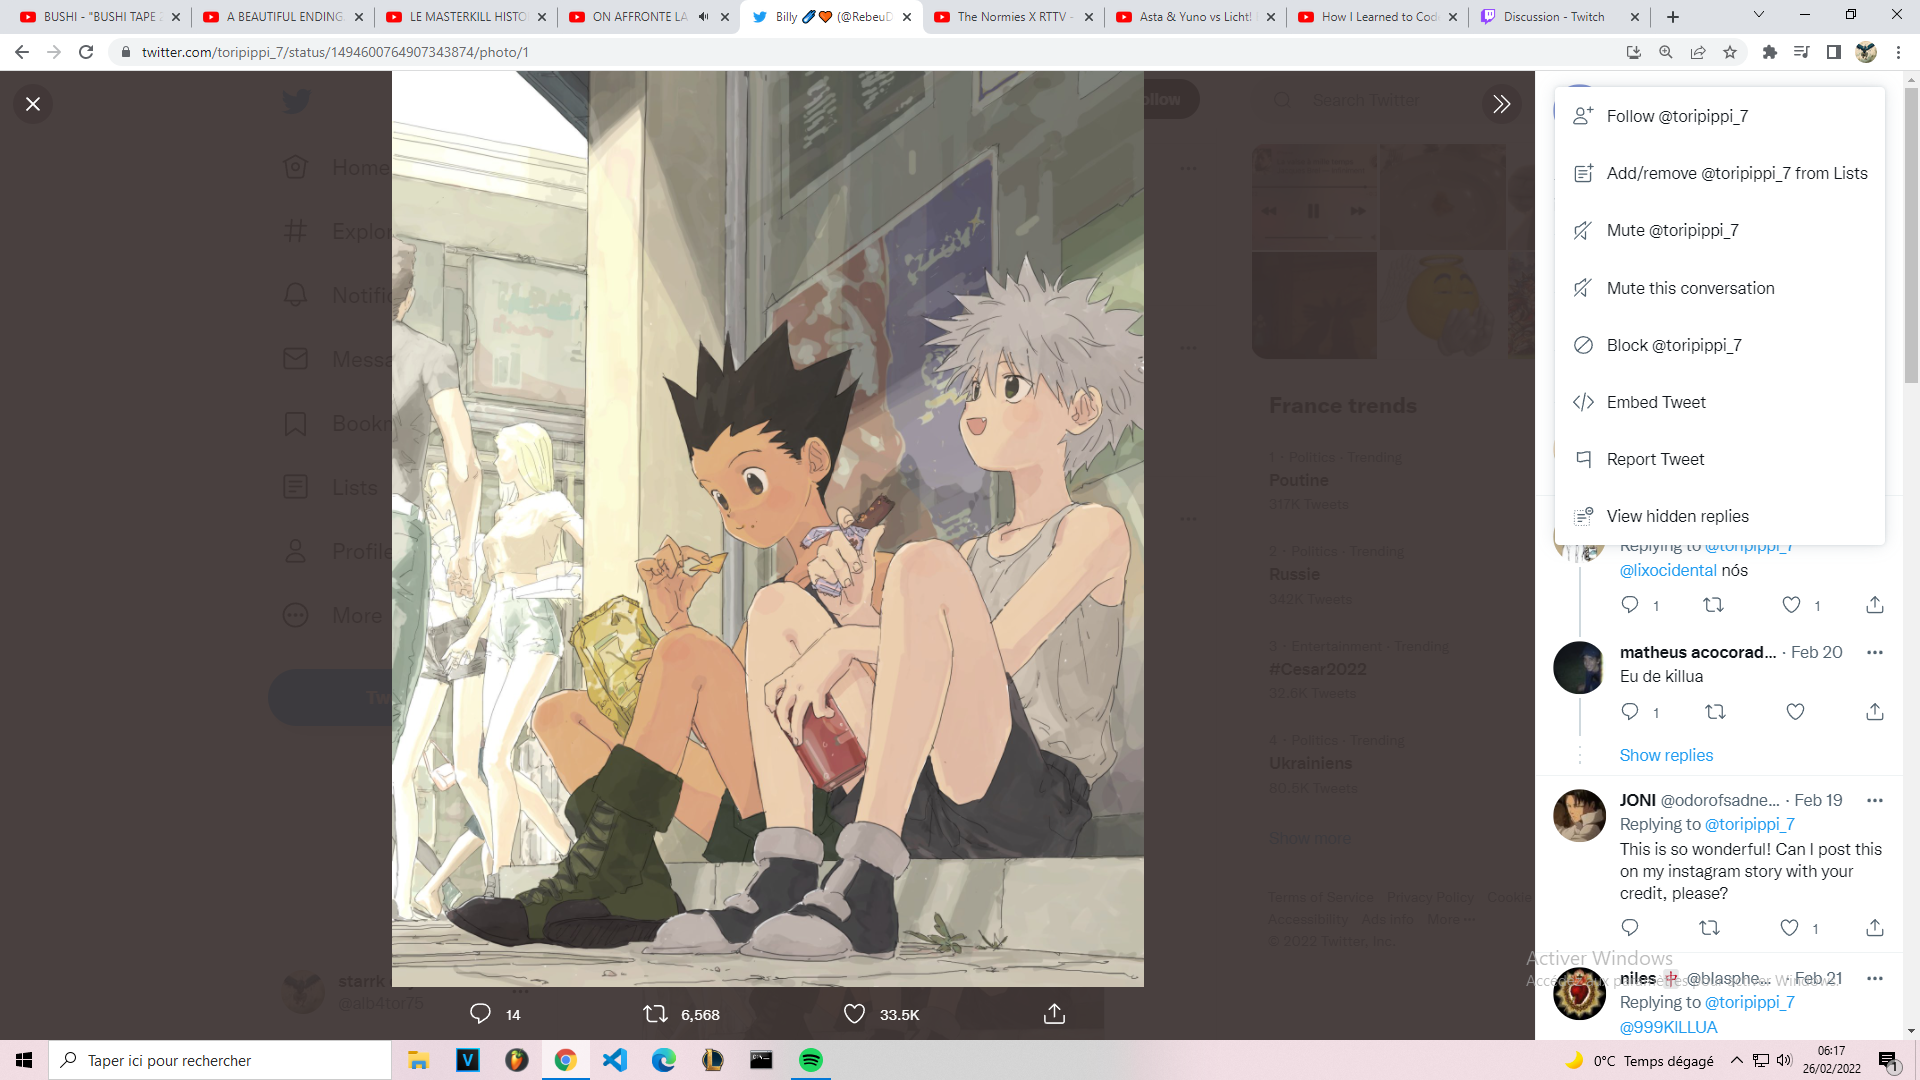 BUSHI - "BUSHI TAPE 2
A BEAUTIFUL ENDING.
LE MASTERKILL HISTO
ON AFFRONTE LA
Billy (@RebeuD
The Normies X RTTV -
Asta & Yuno vs Licht!
How I Learned to Cod
Discussion - Twitch
twitter.com/toripippi_7/status/1494600764907343874/photo/1
Home
Explor
Notific
Messa
Bookm
Lists
Profile
More
Tw
starrk
@alb4tor75
ollow
Search Twitter
France trends
1 · Politics · Trending
Poutine
317K Tweets
2 · Politics · Trending
Russie
342K Tweets
3 · Entertainment · Trending
#Cesar2022
32.6K Tweets
4 · Politics · Trending
Ukrainiens
80.5K Tweets
Show more
Terms of Service Privacy Policy Cookie
Accessibility Ads info More ···
© 2022 Twitter, Inc.
14
6,568
33.5K
Follow @toripippi_7
Add/remove @toripippi_7 from Lists
Mute @toripippi_7
Mute this conversation
Block @toripippi_7
Embed Tweet
Report Tweet
View hidden replies
Replying to @toripippi_7
@lixocidental nós
1 1
matheus acocorad... · Feb 20
Eu de killua
1
Show replies
JONI @odorofsadne... · Feb 19
Replying to @toripippi_7
This is so wonderful! Can I post this
on my instagram story with your
credit, please?
1
Activer Windows
Accédez aux paramètres pour activer Windows.
niles @blasphe... · Feb 21
Replying to @toripippi_7
@999KILLUA
Taper ici pour rechercher
0°C Temps dégagé
06:17
26/02/2022
1